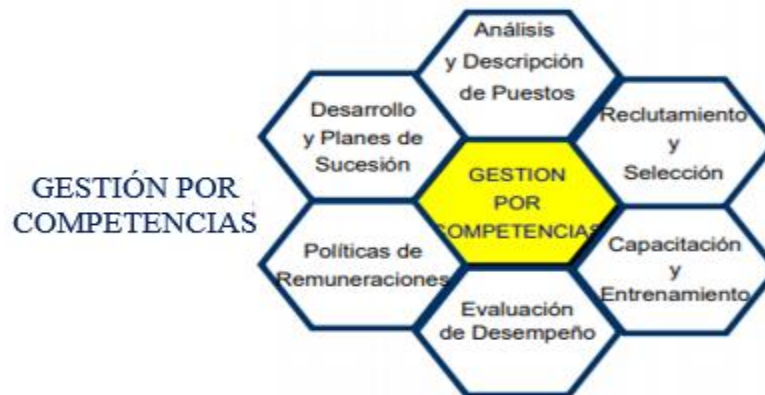 GESTIÓN POR
COMPETENCIAS
Análisis
y Descripción
de Puestos
Reclutamiento
y
Selección
Capacitación
y
Entrenamiento
Evaluación
de Desempeño
Políticas de
Remuneraciones
Desarrollo
y Planes de
Sucesión
GESTION
POR
COMPETENCIAS